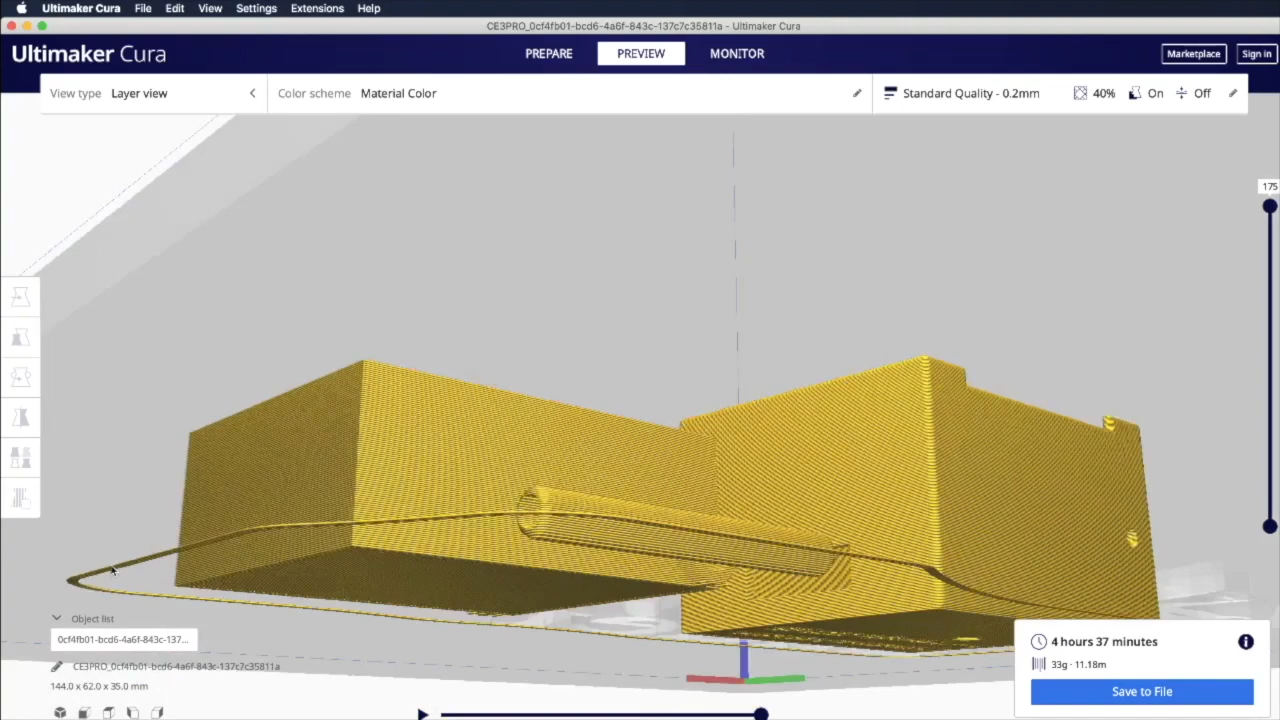 Ultimaker Cura File Edit View Settings Extensions Help
CE3PRO_0cf4fb01-bcd6-4a6f-843c-137c7c35811a - Ultimaker Cura
Ultimaker Cura PREPARE PREVIEW MONITOR Marketplace Sign in
View type Layer view Color scheme Material Color Standard Quality - 0.2mm 40% On Off
175
Object list
0cf4fb01-bcd6-4a6f-843c-137...
CE3PRO_0cf4fb01-bcd6-4a6f-843c-137c7c35811a
144.0 x 62.0 x 35.0 mm
4 hours 37 minutes
33g · 11.18m
Save to File